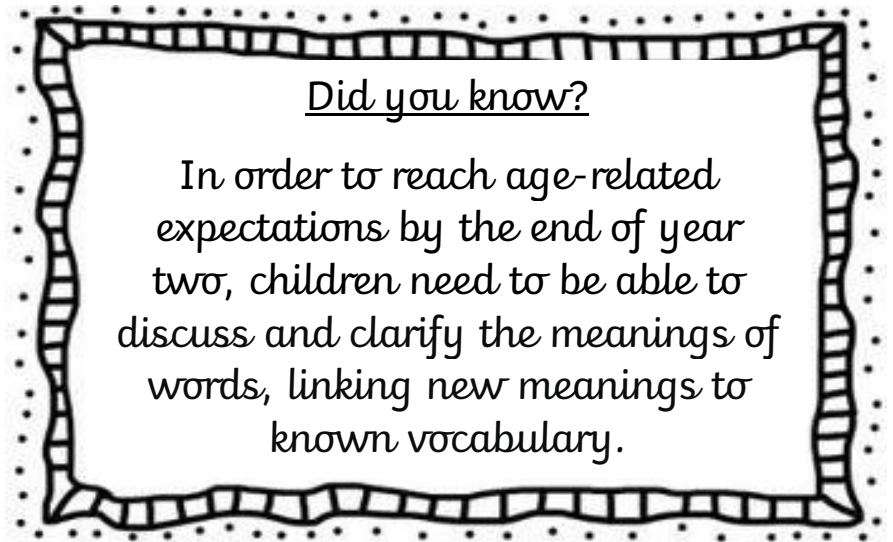 Did you know?
In order to reach age-related
expectations by the end of year
two, children need to be able to
discuss and clarify the meanings of
words, linking new meanings to
known vocabulary.